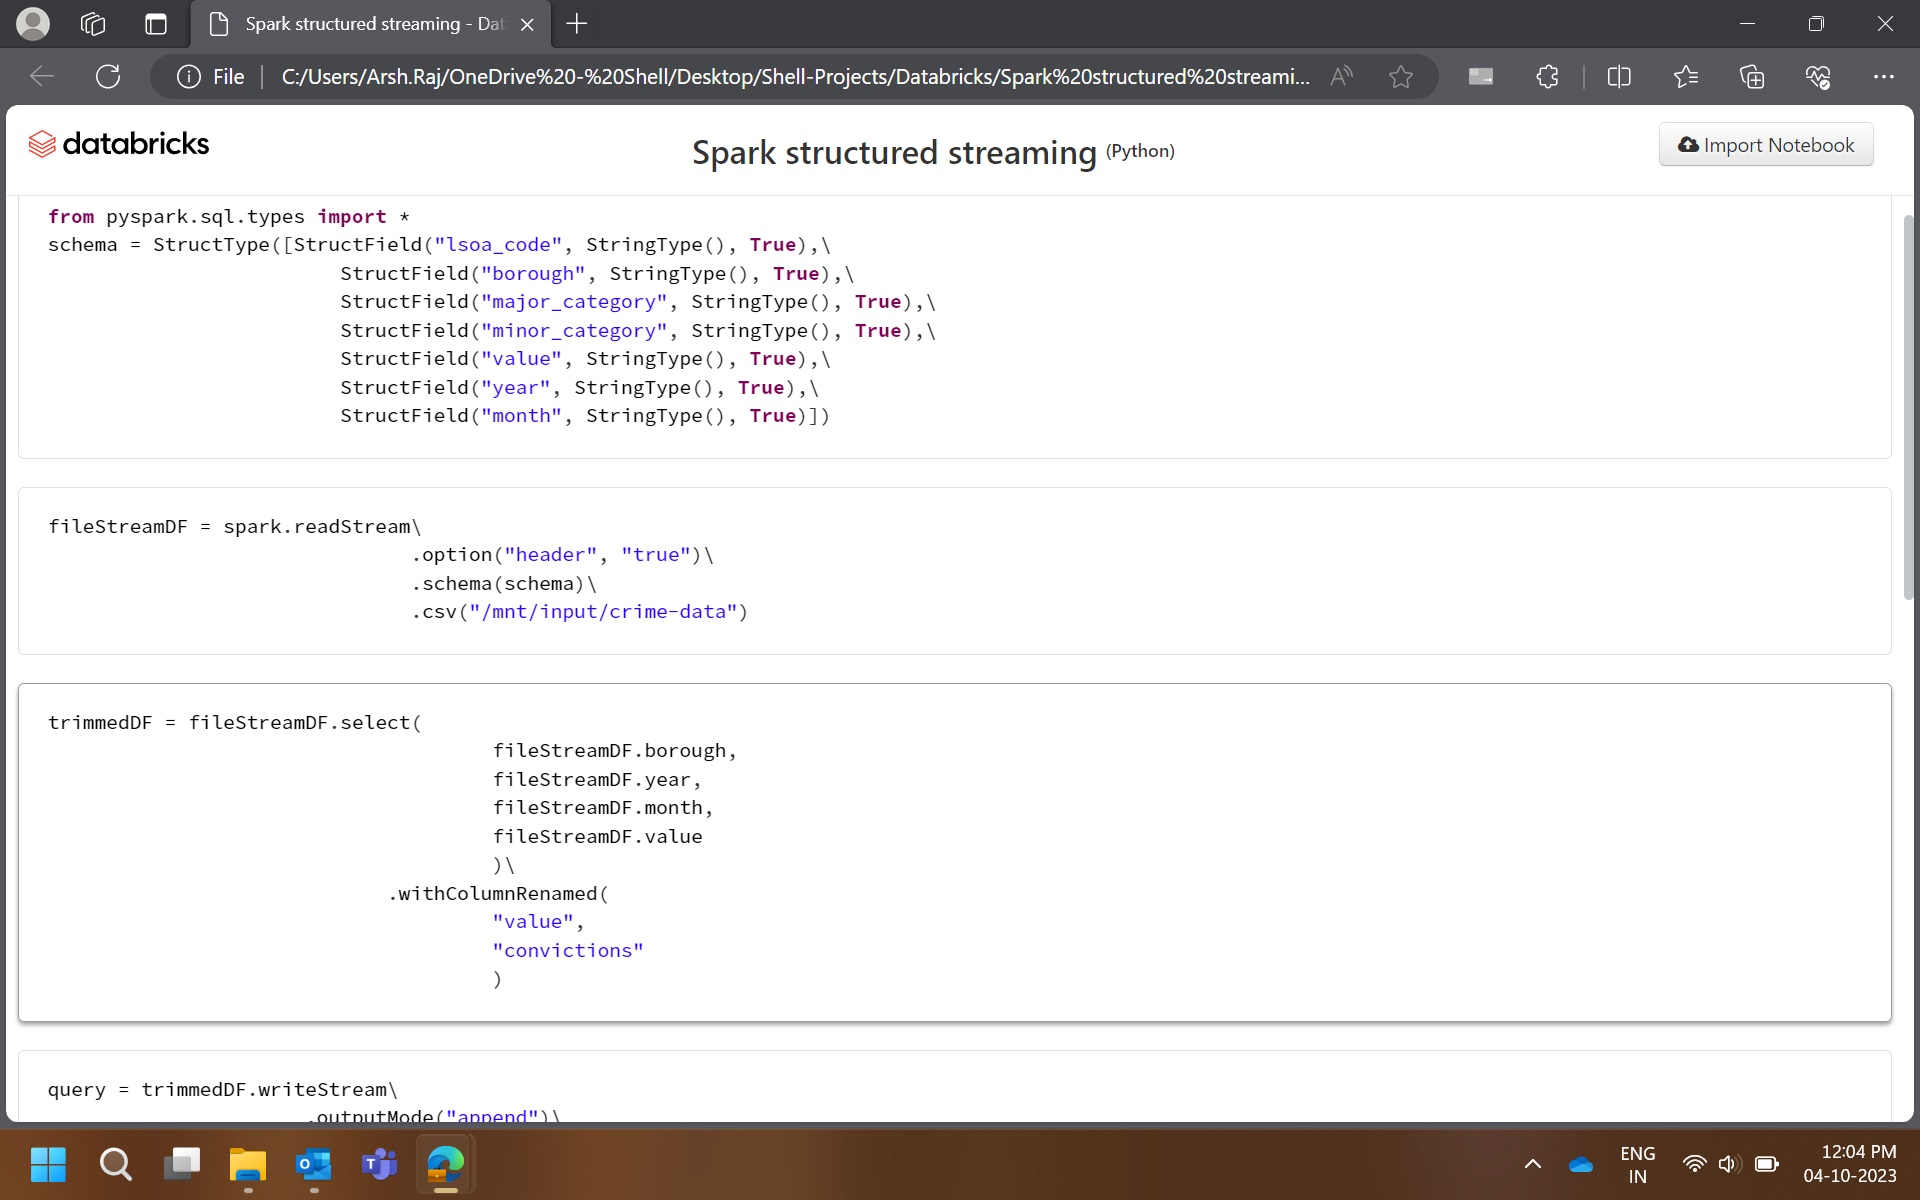 Spark structured streaming - Dat
File
C:/Users/Arsh.Raj/OneDrive%20-%20Shell/Desktop/Shell-Projects/Databricks/Spark%20structured%20streami...
databricks
Spark structured streaming (Python)
Import Notebook
from pyspark.sql.types import *
schema = StructType([StructField("lsoa_code", StringType(), True),\
StructField("borough", StringType(), True),\
StructField("major_category", StringType(), True),\
StructField("minor_category", StringType(), True),\
StructField("value", StringType(), True),\
StructField("year", StringType(), True),\
StructField("month", StringType(), True)])
fileStreamDF = spark.readStream\
.option("header", "true")\
.schema(schema)\
.csv("/mnt/input/crime-data")
trimmedDF = fileStreamDF.select(
fileStreamDF.borough,
fileStreamDF.year,
fileStreamDF.month,
fileStreamDF.value
)\
.withColumnRenamed(
"value",
"convictions"
)
query = trimmedDF.writeStream\
.outputMode("append")\
ENG
IN
12:04 PM
04-10-2023